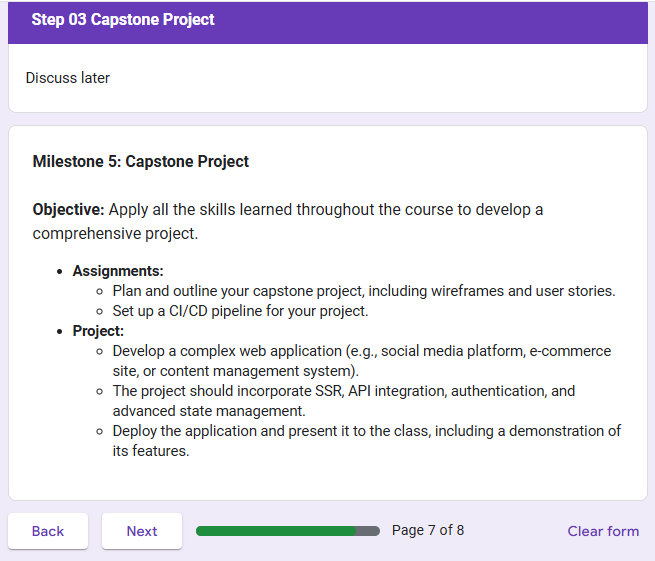 Step 03 Capstone Project
Discuss later
Milestone 5: Capstone Project
Objective: Apply all the skills learned throughout the course to develop a
comprehensive project.
• Assignments:
○ Plan and outline your capstone project, including wireframes and user stories.
○ Set up a CI/CD pipeline for your project.
• Project:
○ Develop a complex web application (e.g., social media platform, e-commerce
site, or content management system).
○ The project should incorporate SSR, API integration, authentication, and
advanced state management.
○ Deploy the application and present it to the class, including a demonstration of
its features.
Back Next Page 7 of 8 Clear form